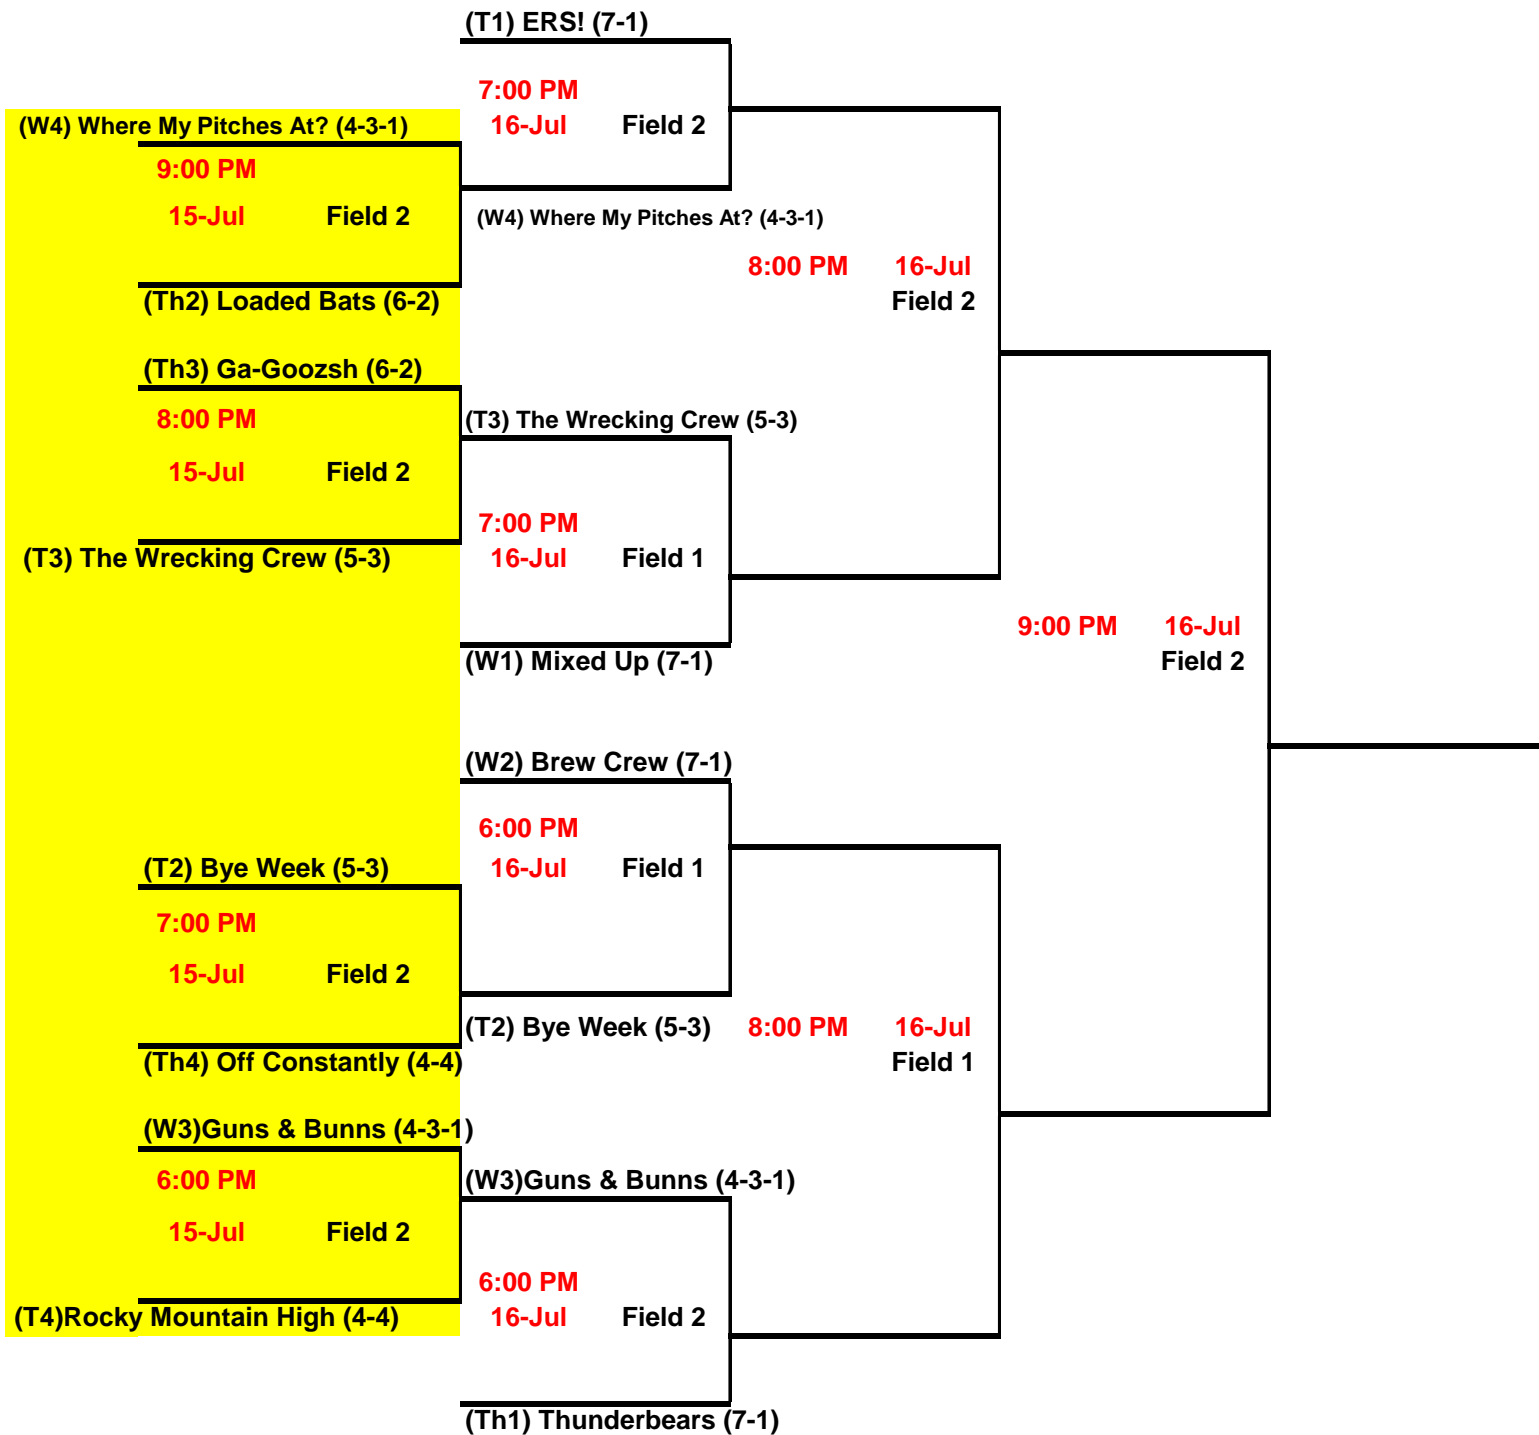 (T1) ERS! (7-1)
7:00 PM
16-Jul Field 2
(W4) Where My Pitches At? (4-3-1)
9:00 PM
15-Jul Field 2
(W4) Where My Pitches At? (4-3-1)
8:00 PM 16-Jul
Field 2
(Th2) Loaded Bats (6-2)
(Th3) Ga-Goozsh (6-2)
8:00 PM
(T3) The Wrecking Crew (5-3)
15-Jul Field 2
7:00 PM
16-Jul Field 1
(T3) The Wrecking Crew (5-3)
9:00 PM 16-Jul
Field 2
(W1) Mixed Up (7-1)
(W2) Brew Crew (7-1)
6:00 PM
16-Jul Field 1
(T2) Bye Week (5-3)
7:00 PM
15-Jul Field 2
(T2) Bye Week (5-3)
8:00 PM 16-Jul
Field 1
(Th4) Off Constantly (4-4)
(W3)Guns & Bunns (4-3-1)
6:00 PM
(W3)Guns & Bunns (4-3-1)
15-Jul Field 2
6:00 PM
16-Jul Field 2
(T4)Rocky Mountain High (4-4)
(Th1) Thunderbears (7-1)